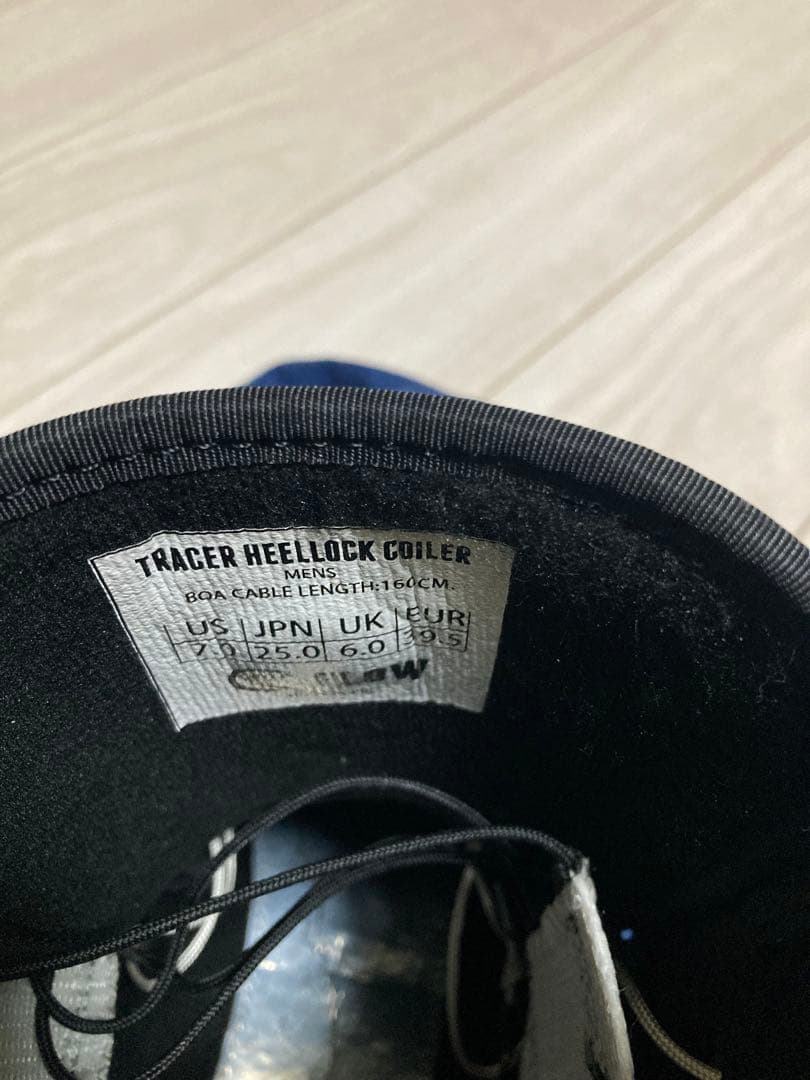 TRACER HEELLOCK COILER
MENS
BOA CABLE LENGTH:160CM.
US JPN UK EUR
7.0 25.0 6.0 39.5
FLOW